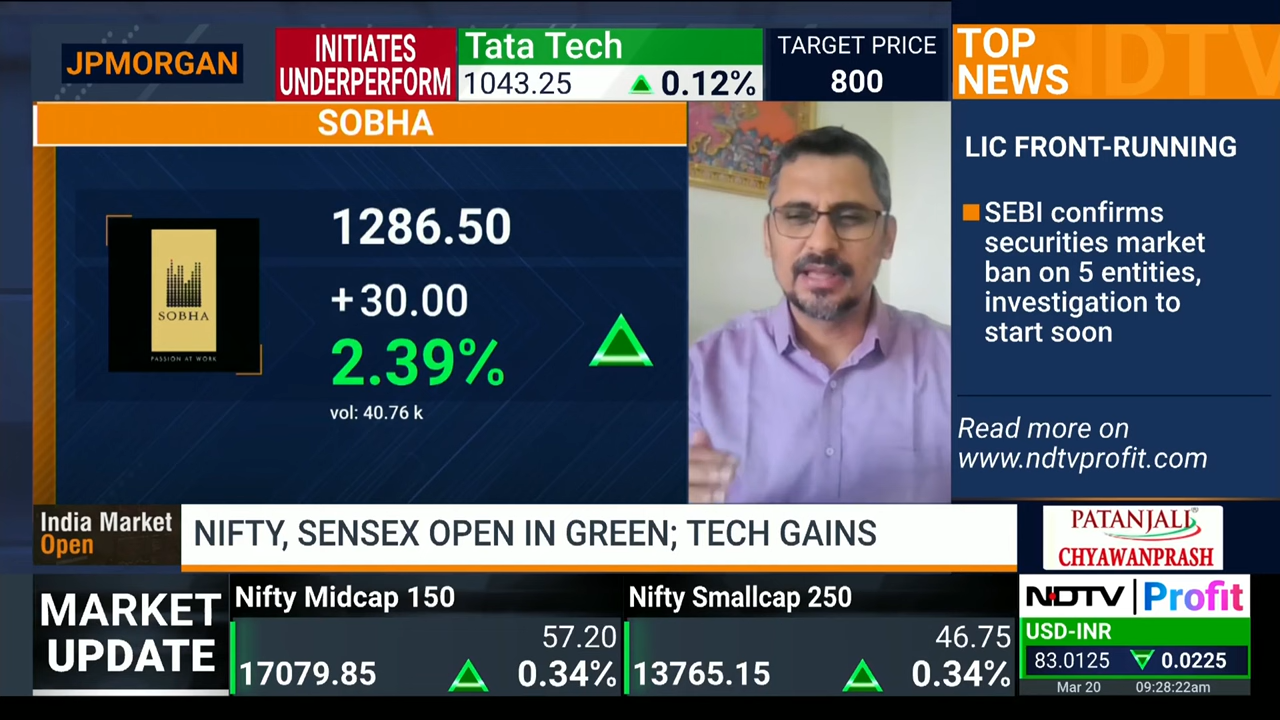 JPMORGAN
INITIATES
UNDERPERFORM
Tata Tech
1043.25 0.12%
TARGET PRICE
800
TOP
NEWS
NDTV
SOBHA
1286.50
+30.00
2.39%
vol: 40.76 k
SOBHA
PASSION AT WORK
LIC FRONT-RUNNING
SEBI confirms
securities market
ban on 5 entities,
investigation to
start soon
Read more on
www.ndtvprofit.com
India Market
Open
NIFTY, SENSEX OPEN IN GREEN; TECH GAINS
PATANJALI
CHYAWANPRASH
MARKET
UPDATE
Nifty Midcap 150
57.20
17079.85 0.34%
Nifty Smallcap 250
46.75
13765.15 0.34%
NDTV Profit
USD-INR
83.0125 0.0225
Mar 20 09:28:22am